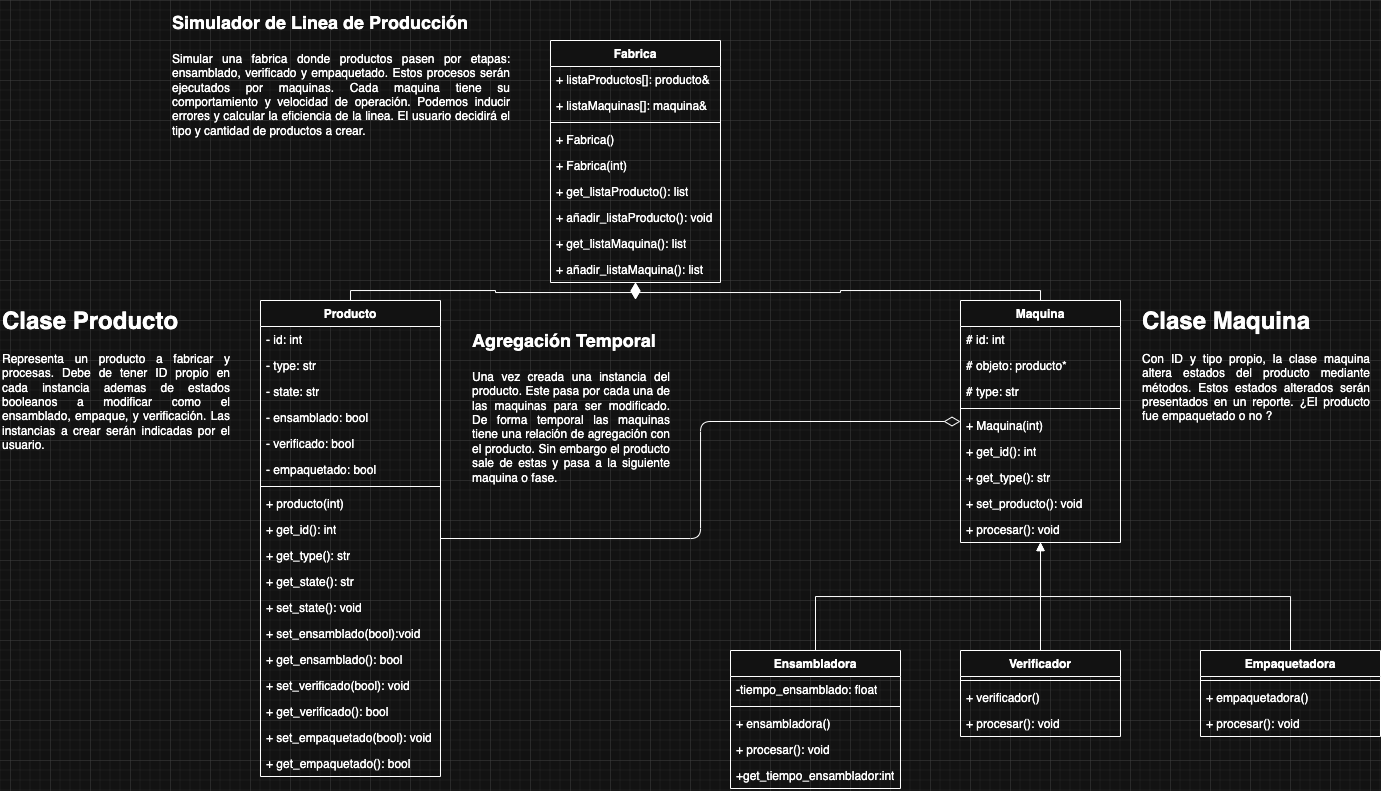 Simulador de Linea de Producción
Simular una fabrica donde productos pasen por etapas:
ensamblado, verificado y empaquetado. Estos procesos serán
ejecutados por maquinas. Cada maquina tiene su
comportamiento y velocidad de operación. Podemos inducir
errores y calcular la eficiencia de la linea. El usuario decidirá el
tipo y cantidad de productos a crear.
Fabrica
+ listaProductos[]: producto&
+ listaMaquinas[]: maquina&
+ Fabrica()
+ Fabrica(int)
+ get_listaProducto(): list
+ añadir_listaProducto(): void
+ get_listaMaquina(): list
+ añadir_listaMaquina(): list
Clase Producto
Representa un producto a fabricar y
procesas. Debe de tener ID propio en
cada instancia ademas de estados
booleanos a modificar como el
ensamblado, empaque, y verificación. Las
instancias a crear serán indicadas por el
usuario.
Producto
- id: int
- type: str
- state: str
- ensamblado: bool
- verificado: bool
- empaquetado: bool
+ producto(int)
+ get_id(): int
+ get_type(): str
+ get_state(): str
+ set_state(): void
+ set_ensamblado(bool):void
+ get_ensamblado(): bool
+ set_verificado(bool): void
+ get_verificado(): bool
+ set_empaquetado(bool): void
+ get_empaquetado(): bool
Agregación Temporal
Una vez creada una instancia del
producto. Este pasa por cada una de
las maquinas para ser modificado.
De forma temporal las maquinas
tiene una relación de agregación con
el producto. Sin embargo el producto
sale de estas y pasa a la siguiente
maquina o fase.
Maquina
# id: int
# objeto: producto*
# type: str
+ Maquina(int)
+ get_id(): int
+ get_type(): str
+ set_producto(): void
+ procesar(): void
Clase Maquina
Con ID y tipo propio, la clase maquina
altera estados del producto mediante
métodos. Estos estados alterados serán
presentados en un reporte. ¿El producto
fue empaquetado o no ?
Ensambladora
-tiempo_ensamblado: float
+ ensambladora()
+ procesar(): void
+get_tiempo_ensamblador:int
Verificador
+ verificador()
+ procesar(): void
Empaquetadora
+ empaquetadora()
+ procesar(): void